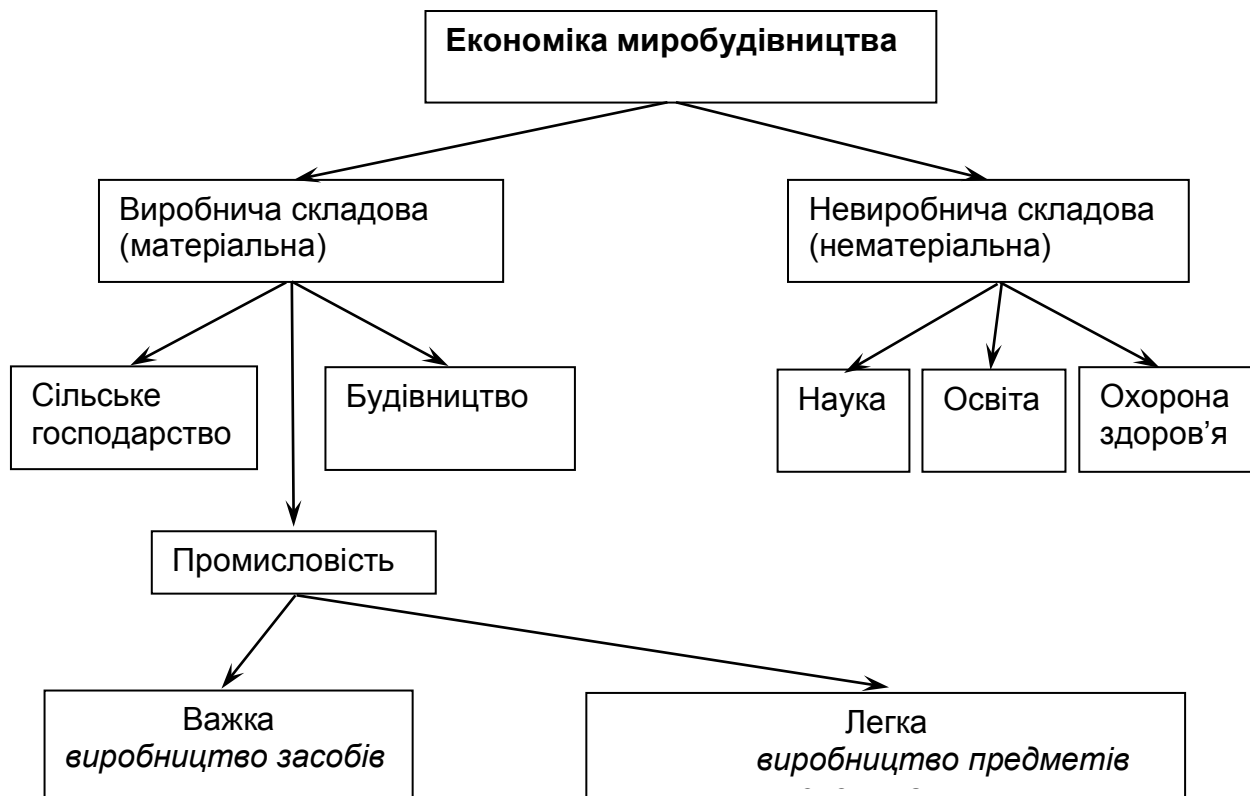 Економіка миробудівництва
Виробнича складова
(матеріальна)
Невиробнича складова
(нематеріальна)
Сільське
господарство
Будівництво
Наука
Освіта
Охорона
здоров’я
Промисловість
Важка
виробництво засобів
Легка
виробництво предметів